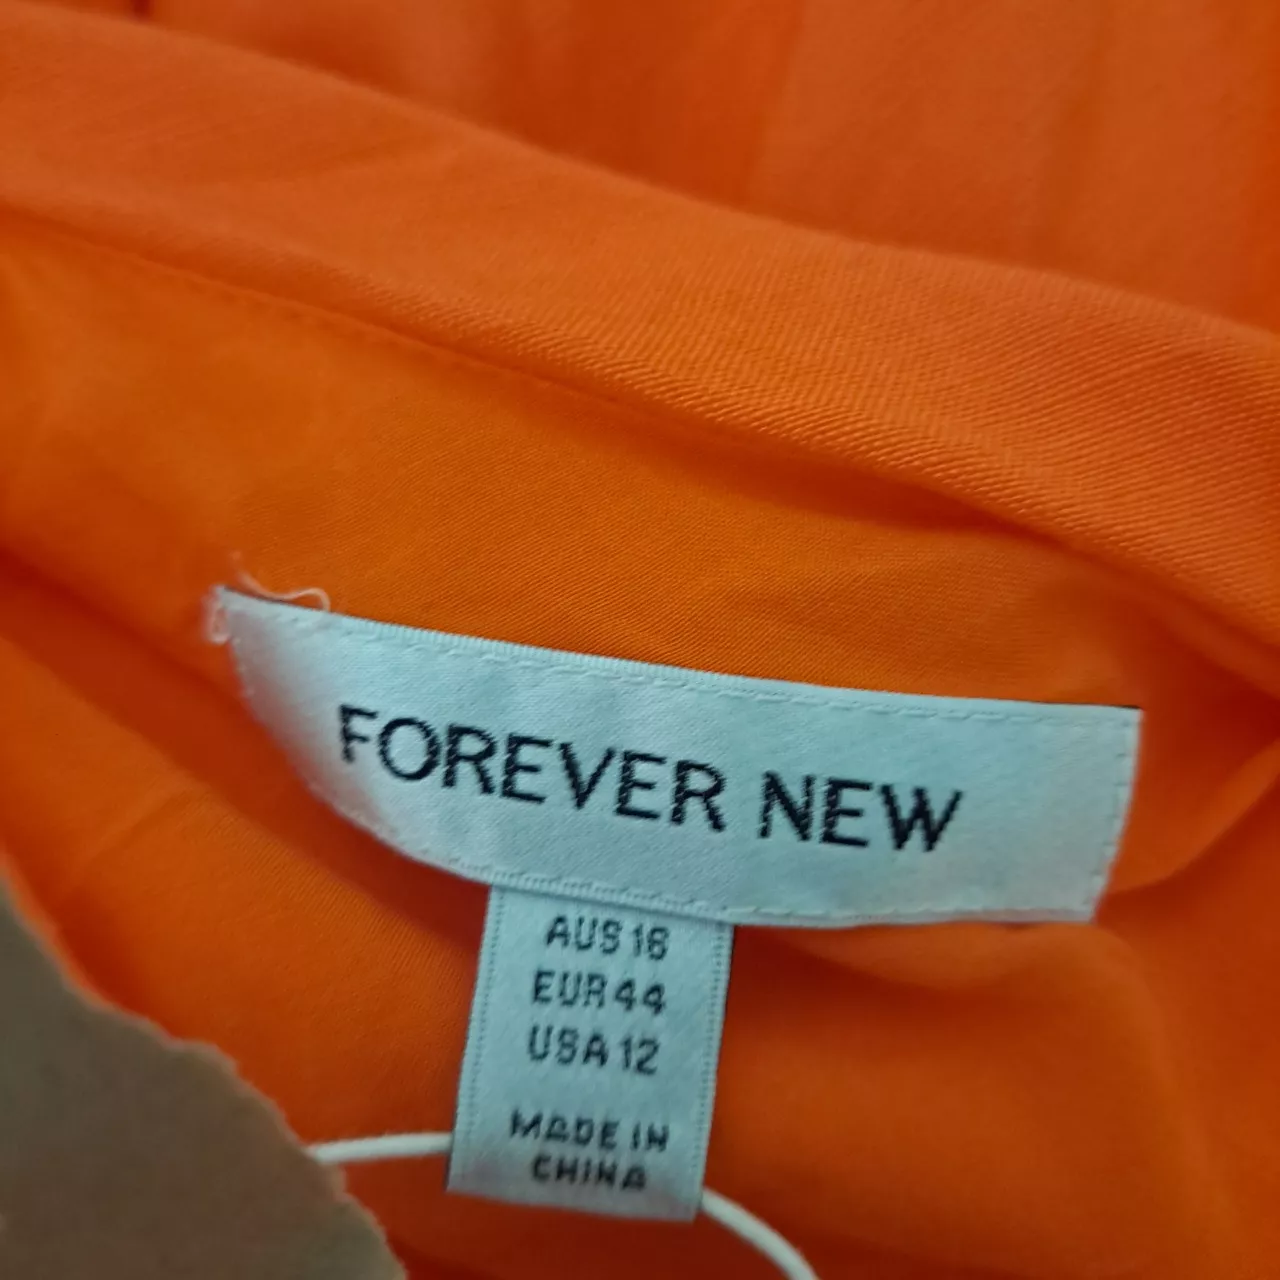 FOREVER NEW
AUS 16
EUR 44
USA 12
MADE IN
CHINA